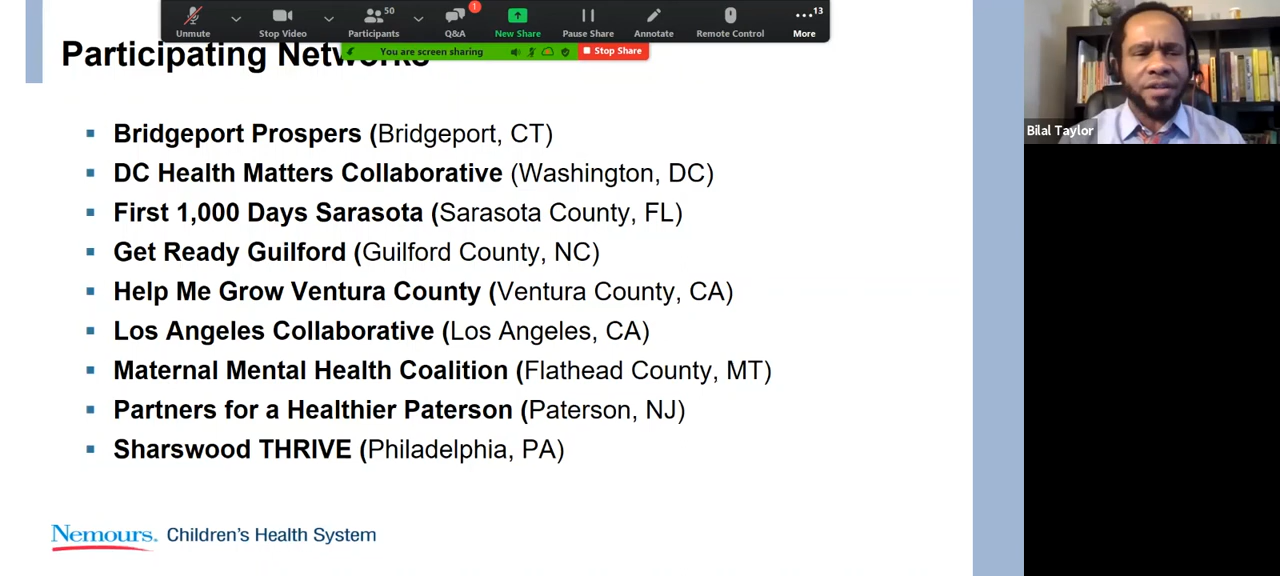 50
1
13
Unmute
Stop Video
Participants
Q&A
New Share
Pause Share
Annotate
Remote Control
More
You are screen sharing
Stop Share
Participating Networks
Bridgeport Prospers (Bridgeport, CT)
DC Health Matters Collaborative (Washington, DC)
First 1,000 Days Sarasota (Sarasota County, FL)
Get Ready Guilford (Guilford County, NC)
Help Me Grow Ventura County (Ventura County, CA)
Los Angeles Collaborative (Los Angeles, CA)
Maternal Mental Health Coalition (Flathead County, MT)
Partners for a Healthier Paterson (Paterson, NJ)
Sharswood THRIVE (Philadelphia, PA)
Nemours. Children's Health System
Bilal Taylor